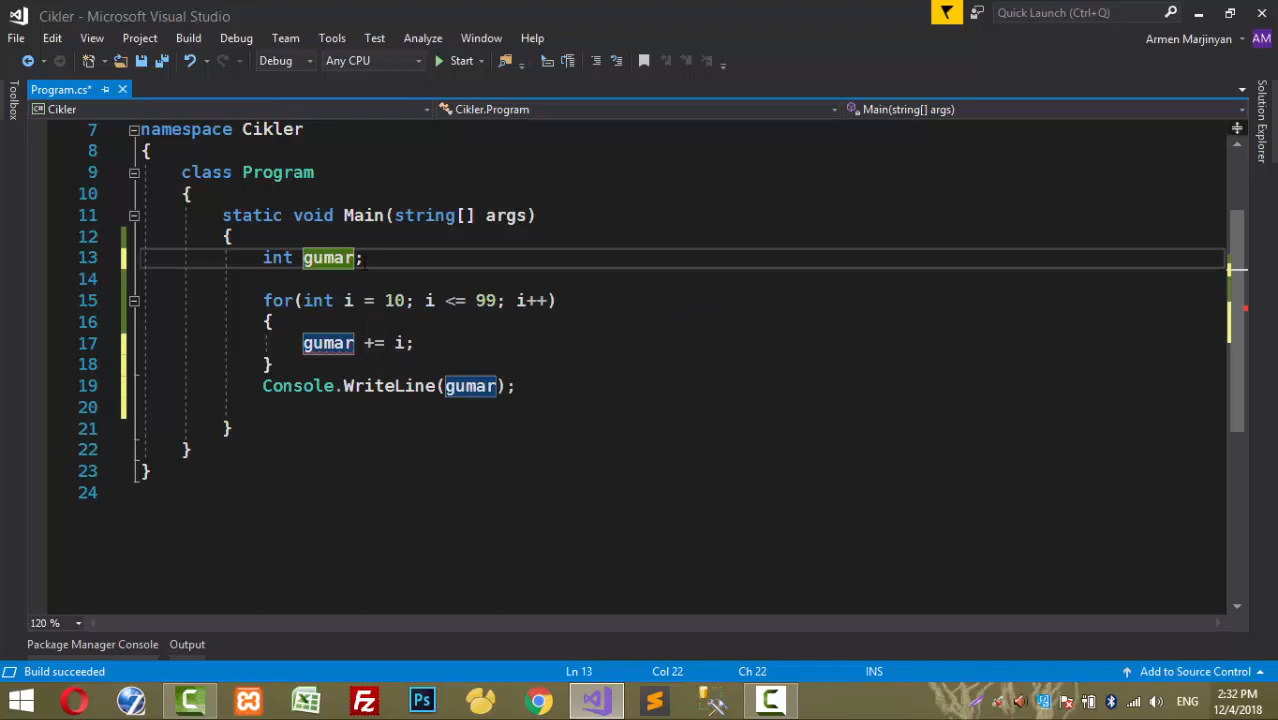 Cikler - Microsoft Visual Studio
Quick Launch (Ctrl+Q)
File Edit View Project Build Debug Team Tools Test Analyze Window Help
Armen Marjinyan AM
Debug Any CPU Start
Toolbox
Program.cs*
Solution Explorer
Cikler Cikler.Program Main(string[] args)
7 namespace Cikler
8 {
9 class Program
10 {
11 static void Main(string[] args)
12 {
13 int gumar;
14
15 for(int i = 10; i <= 99; i++)
16 {
17 gumar += i;
18 }
19 Console.WriteLine(gumar);
20
21 }
22 }
23 }
24
120 %
Package Manager Console Output
Build succeeded Ln 13 Col 22 Ch 22 INS Add to Source Control
Fz Ps ENG 2:32 PM
12/4/2018